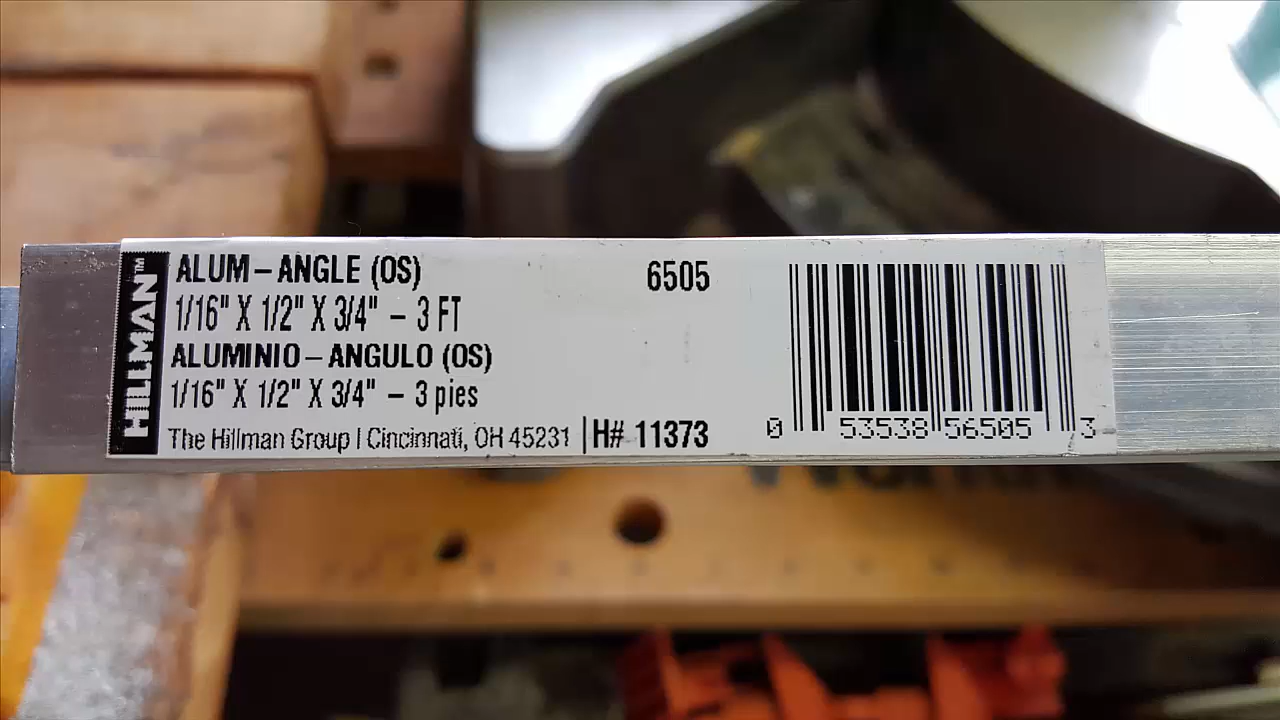 HILLMAN™
ALUM – ANGLE (OS)
1/16" X 1/2" X 3/4" – 3 FT
ALUMINIO – ANGULO (OS)
1/16" X 1/2" X 3/4" – 3 pies
The Hillman Group | Cincinnati, OH 45231 | H# 11373
6505
0 53538 56505 3